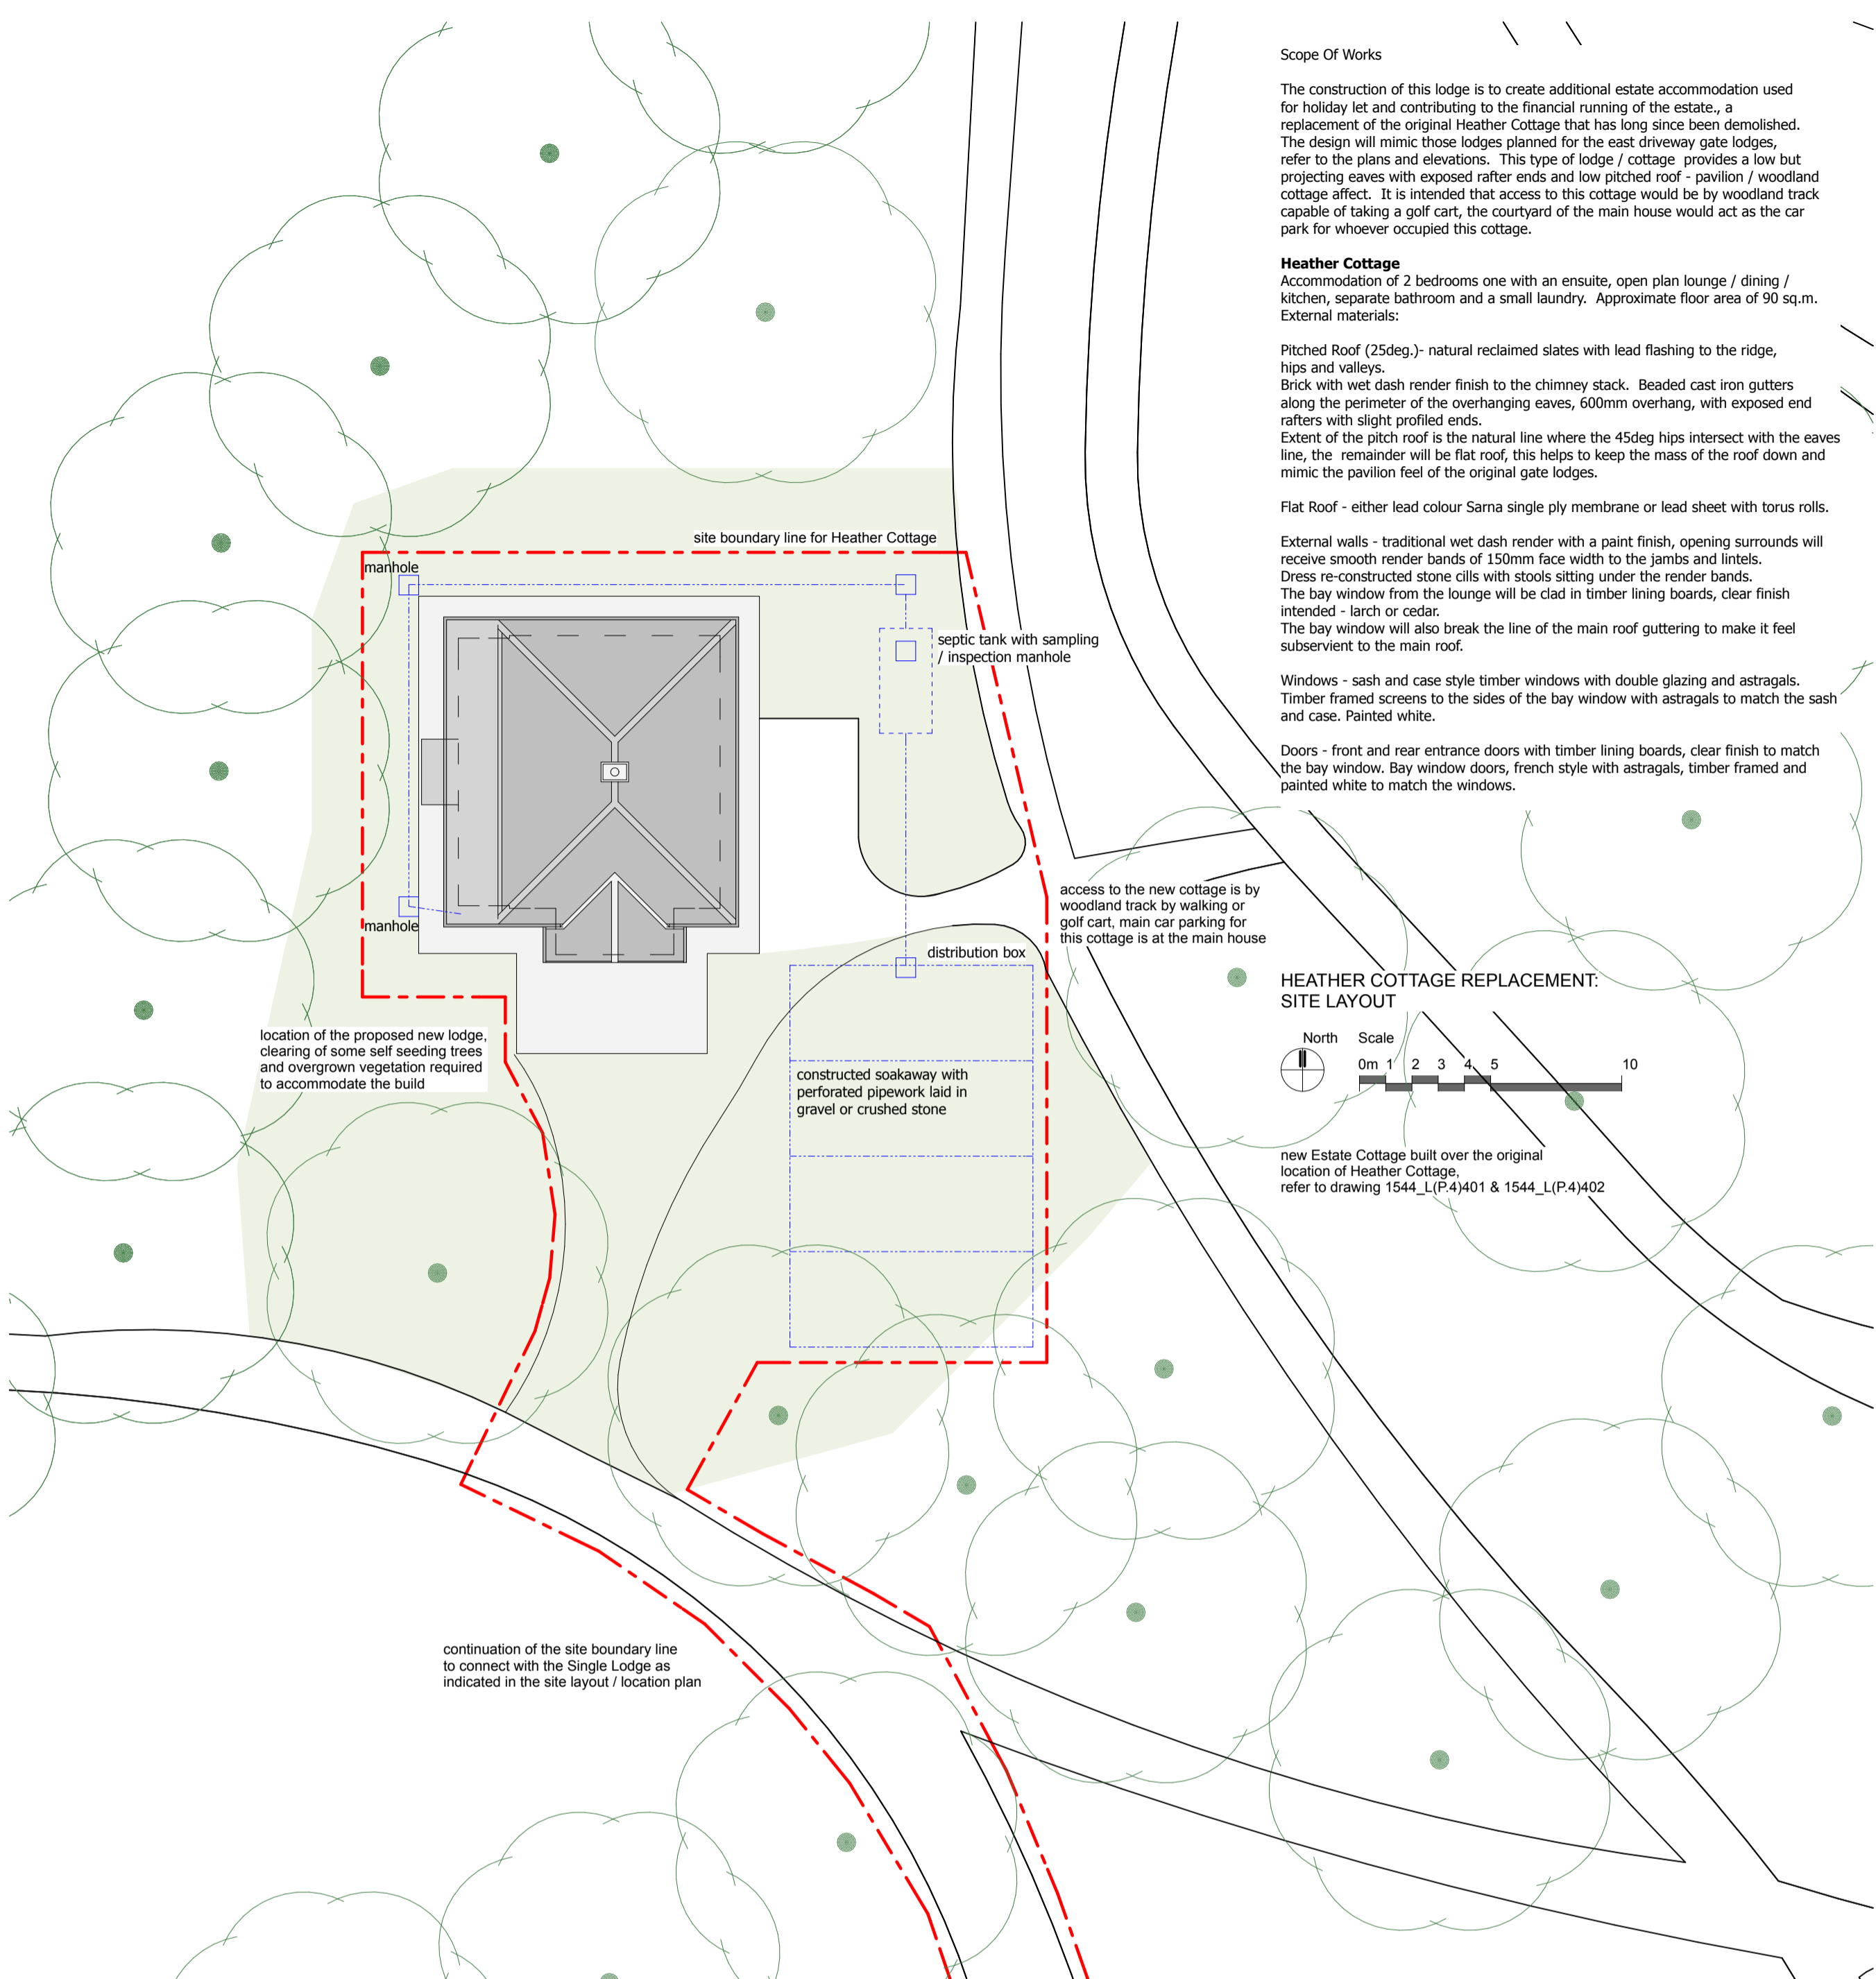 Scope Of Works
The construction of this lodge is to create additional estate accommodation used
for holiday let and contributing to the financial running of the estate., a
replacement of the original Heather Cottage that has long since been demolished.
The design will mimic those lodges planned for the east driveway gate lodges,
refer to the plans and elevations.  This type of lodge / cottage  provides a low but
projecting eaves with exposed rafter ends and low pitched roof - pavilion / woodland
cottage affect.  It is intended that access to this cottage would be by woodland track
capable of taking a golf cart, the courtyard of the main house would act as the car
park for whoever occupied this cottage.
Heather Cottage
Accommodation of 2 bedrooms one with an ensuite, open plan lounge / dining /
kitchen, separate bathroom and a small laundry.  Approximate floor area of 90 sq.m.
External materials:
Pitched Roof (25deg.)- natural reclaimed slates with lead flashing to the ridge,
hips and valleys.
Brick with wet dash render finish to the chimney stack.  Beaded cast iron gutters
along the perimeter of the overhanging eaves, 600mm overhang, with exposed end
rafters with slight profiled ends.
Extent of the pitch roof is the natural line where the 45deg hips intersect with the eaves
line, the  remainder will be flat roof, this helps to keep the mass of the roof down and
mimic the pavilion feel of the original gate lodges.
Flat Roof - either lead colour Sarna single ply membrane or lead sheet with torus rolls.
External walls - traditional wet dash render with a paint finish, opening surrounds will
receive smooth render bands of 150mm face width to the jambs and lintels.
Dress re-constructed stone cills with stools sitting under the render bands.
The bay window from the lounge will be clad in timber lining boards, clear finish
intended - larch or cedar.
The bay window will also break the line of the main roof guttering to make it feel
subservient to the main roof.
Windows - sash and case style timber windows with double glazing and astragals.
Timber framed screens to the sides of the bay window with astragals to match the sash
and case. Painted white.
Doors - front and rear entrance doors with timber lining boards, clear finish to match
the bay window. Bay window doors, french style with astragals, timber framed and
painted white to match the windows.
site boundary line for Heather Cottage
manhole
septic tank with sampling
/ inspection manhole
manhole
access to the new cottage is by
woodland track by walking or
golf cart, main car parking for
this cottage is at the main house
distribution box
HEATHER COTTAGE REPLACEMENT:
SITE LAYOUT
North Scale
0m 1 2 3 4 5 10
location of the proposed new lodge,
clearing of some self seeding trees
and overgrown vegetation required
to accommodate the build
constructed soakaway with
perforated pipework laid in
gravel or crushed stone
new Estate Cottage built over the original
location of Heather Cottage,
refer to drawing 1544_L(P.4)401 & 1544_L(P.4)402
continuation of the site boundary line
to connect with the Single Lodge as
indicated in the site layout / location plan